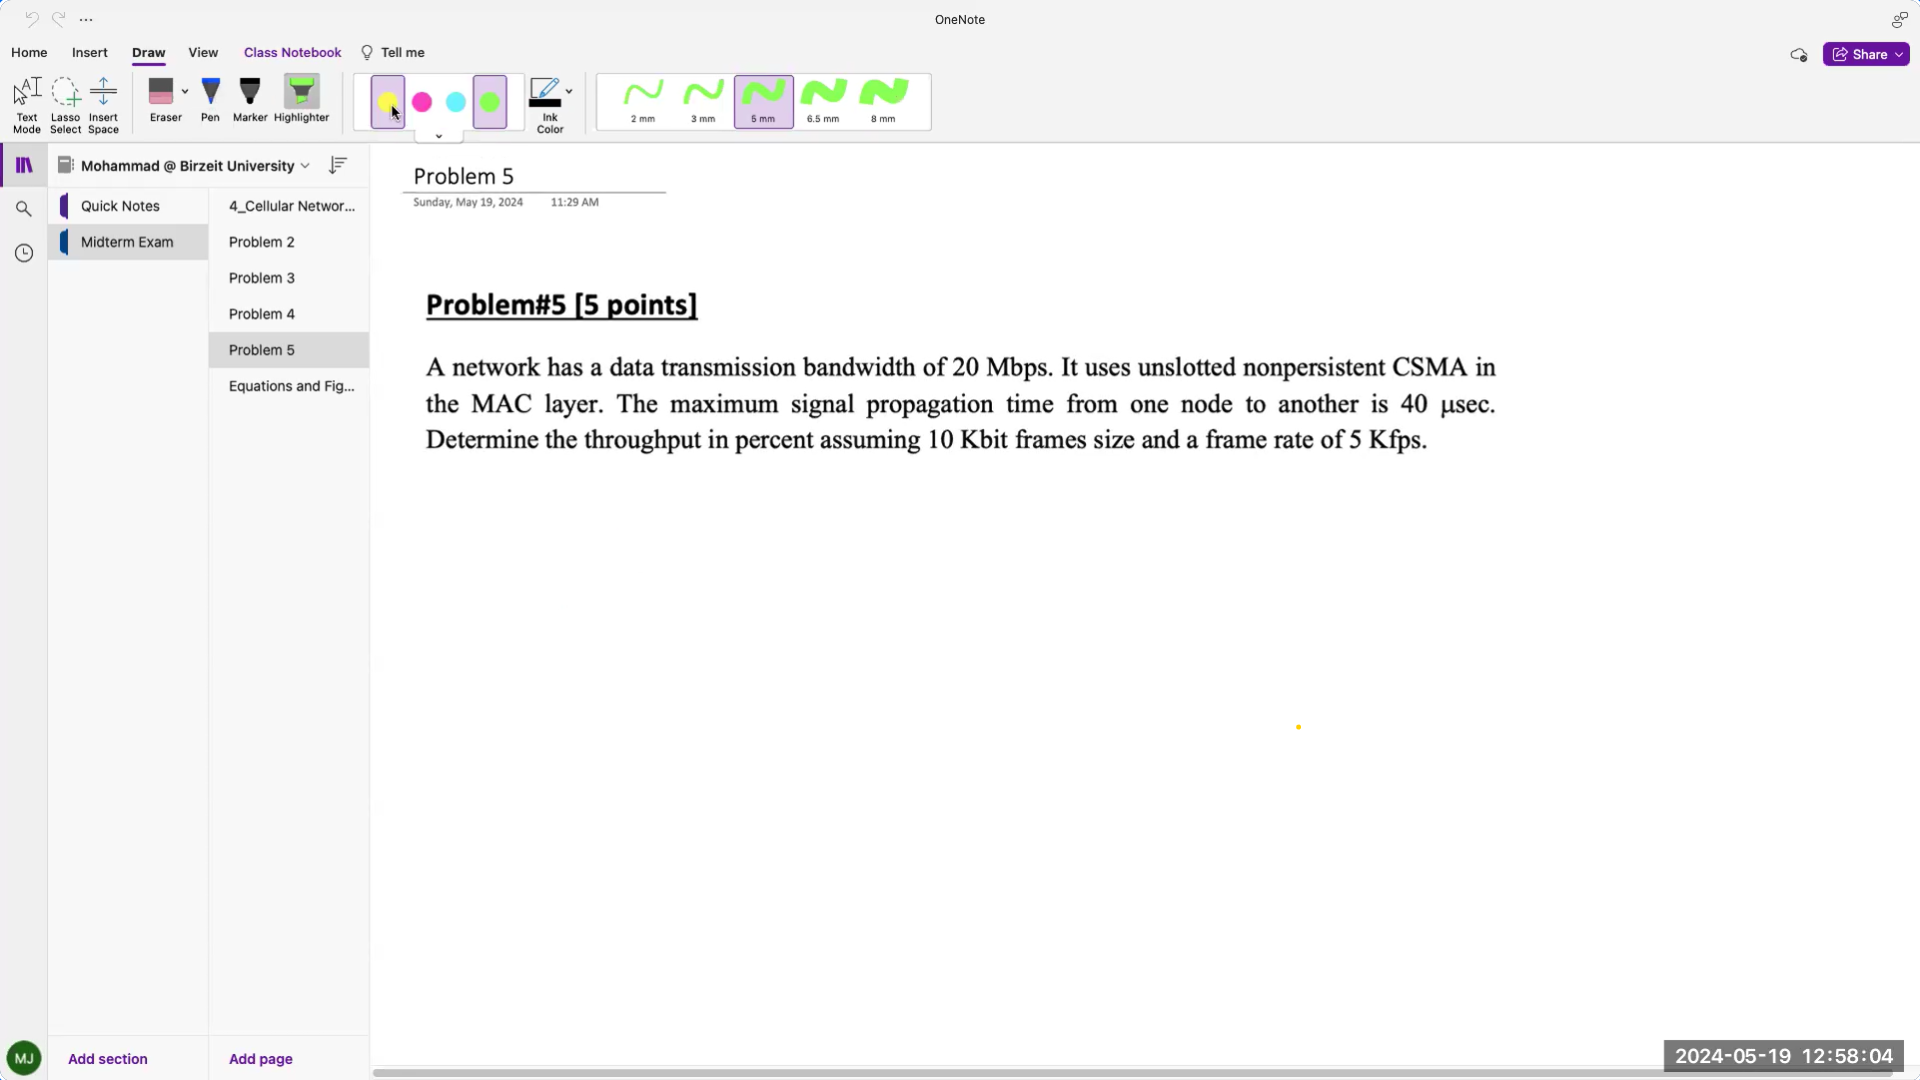 OneNote
Home Insert Draw View Class Notebook Tell me
Share
Text Mode
Lasso Select
Insert Space
Eraser
Pen
Marker
Highlighter
Ink Color
2 mm
3 mm
5 mm
6.5 mm
8 mm
Mohammad @ Birzeit University
Quick Notes
Midterm Exam
4_Cellular Networ...
Problem 2
Problem 3
Problem 4
Problem 5
Equations and Fig...
Problem 5
Sunday, May 19, 2024 11:29 AM
Problem#5 [5 points]
A network has a data transmission bandwidth of 20 Mbps. It uses unslotted nonpersistent CSMA in
the MAC layer. The maximum signal propagation time from one node to another is 40 μsec.
Determine the throughput in percent assuming 10 Kbit frames size and a frame rate of 5 Kfps.
MJ
Add section
Add page
2024-05-19 12:58:04